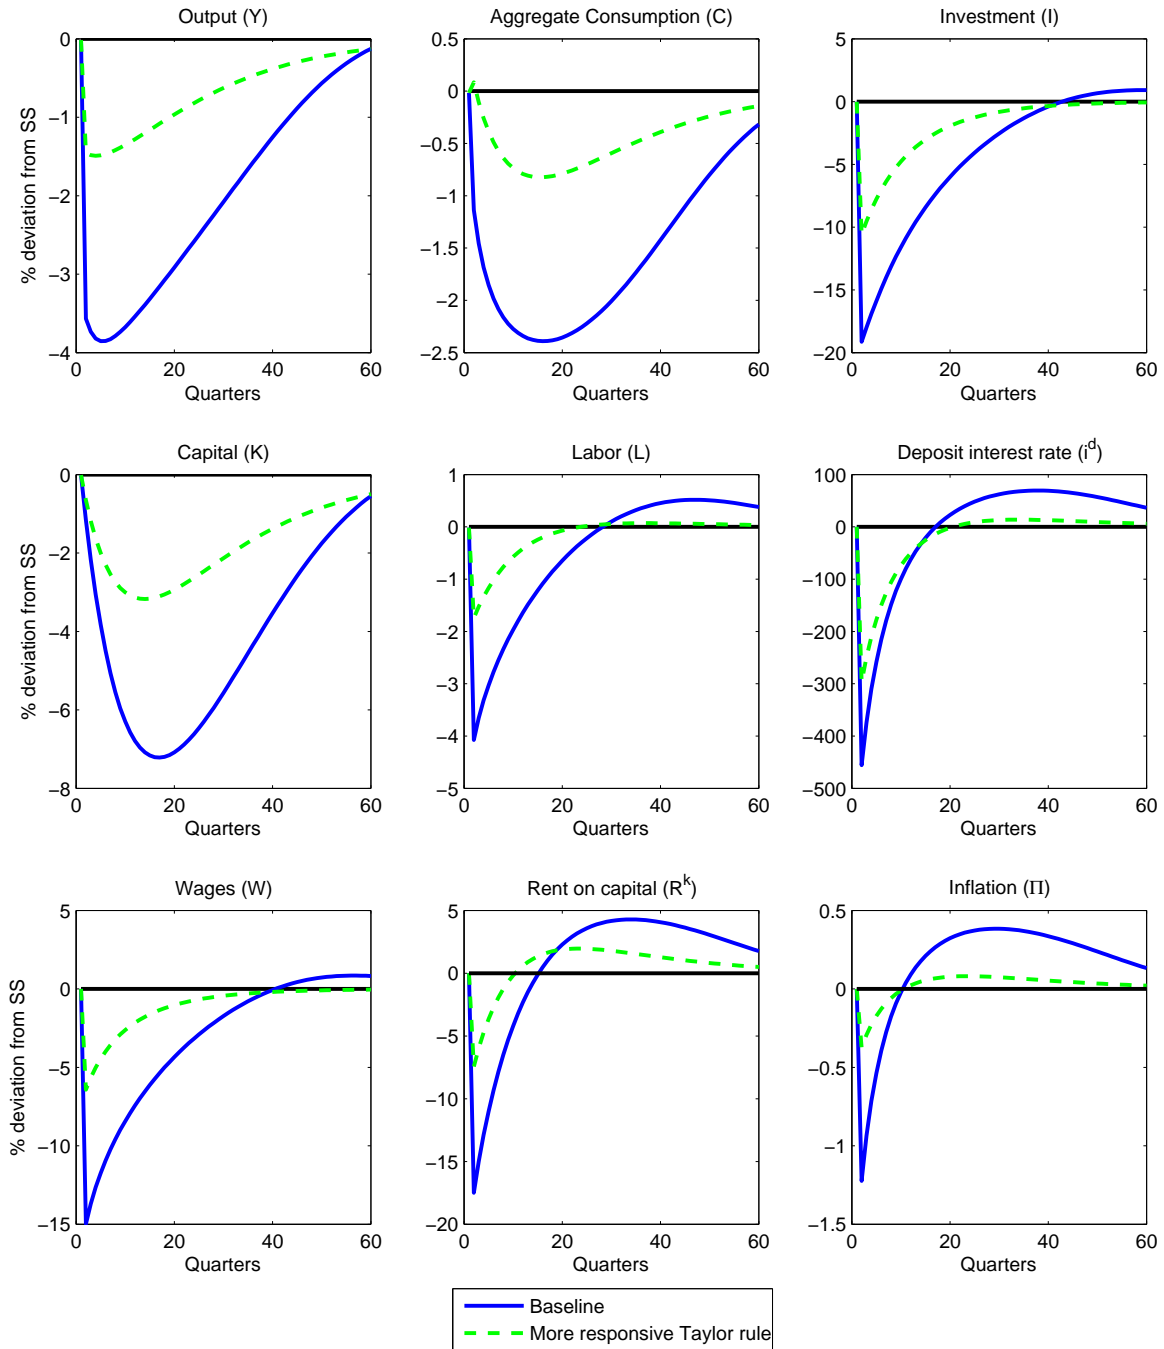 Output (Y)
% deviation from SS
0
−1
−2
−3
−4
0 20 40 60
Quarters
Aggregate Consumption (C)
0.5
0
−0.5
−1
−1.5
−2
−2.5
0 20 40 60
Quarters
Investment (I)
5
0
−5
−10
−15
−20
0 20 40 60
Quarters
Capital (K)
% deviation from SS
0
−2
−4
−6
−8
0 20 40 60
Quarters
Labor (L)
1
0
−1
−2
−3
−4
−5
0 20 40 60
Quarters
Deposit interest rate (i^d)
100
0
−100
−200
−300
−400
−500
0 20 40 60
Quarters
Wages (W)
% deviation from SS
5
0
−5
−10
−15
0 20 40 60
Quarters
Rent on capital (R^k)
5
0
−5
−10
−15
−20
0 20 40 60
Quarters
Inflation (Π)
0.5
0
−0.5
−1
−1.5
0 20 40 60
Quarters
Baseline
More responsive Taylor rule